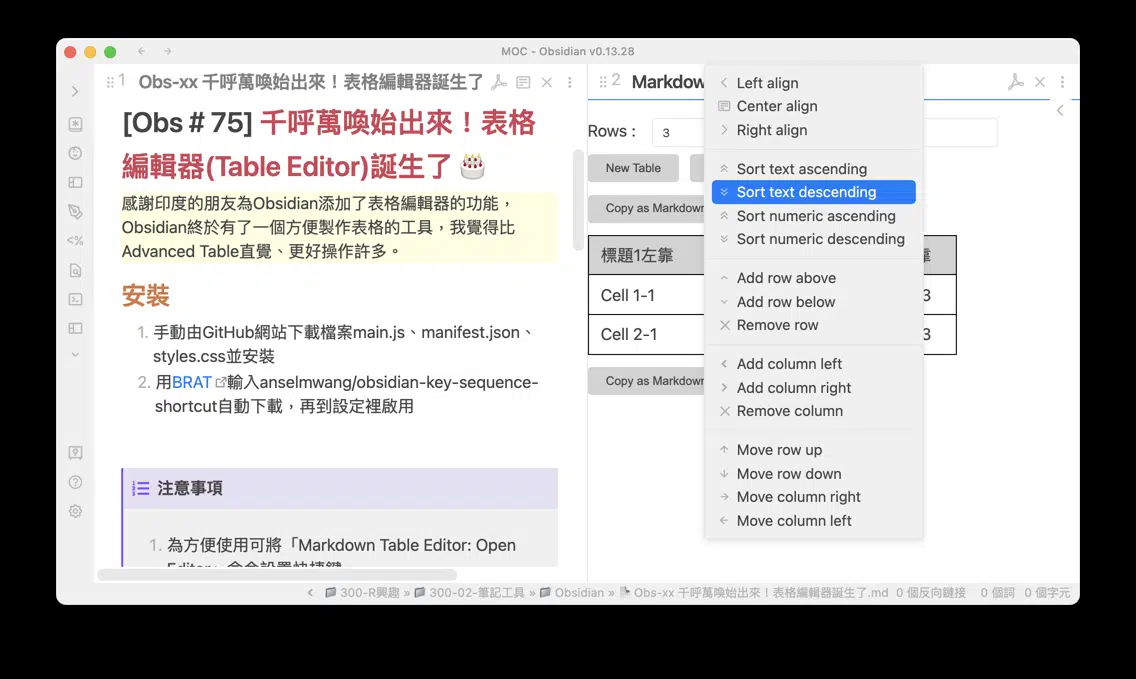 MOC - Obsidian v0.13.28
1 Obs-xx 千呼萬喚始出來！表格編輯器誕生了
[Obs # 75] 千呼萬喚始出來！表格
編輯器(Table Editor)誕生了 🎂
感謝印度的朋友為Obsidian添加了表格編輯器的功能，
Obsidian終於有了一個方便製作表格的工具，我覺得比
Advanced Table直覺、更好操作許多。
安裝
1. 手動由GitHub網站下載檔案main.js、manifest.json、
styles.css並安裝
2. 用BRAT輸入anselmwang/obsidian-key-sequence-
shortcut自動下載，再到設定裡啟用
注意事項
1. 為方便使用可將「Markdown Table Editor: Open
2 Markdow
Rows : 3
New Table
Copy as Markdown
標題1左靠 靠
Cell 1-1 3
Cell 2-1 3
Copy as Markdown
Left align
Center align
Right align
Sort text ascending
Sort text descending
Sort numeric ascending
Sort numeric descending
Add row above
Add row below
Remove row
Add column left
Add column right
Remove column
Move row up
Move row down
Move column right
Move column left
300-R興趣 » 300-02-筆記工具 » Obsidian » Obs-xx 千呼萬喚始出來！表格編輯器誕生了.md 0 個反向鏈接 0 個詞 0 個字元